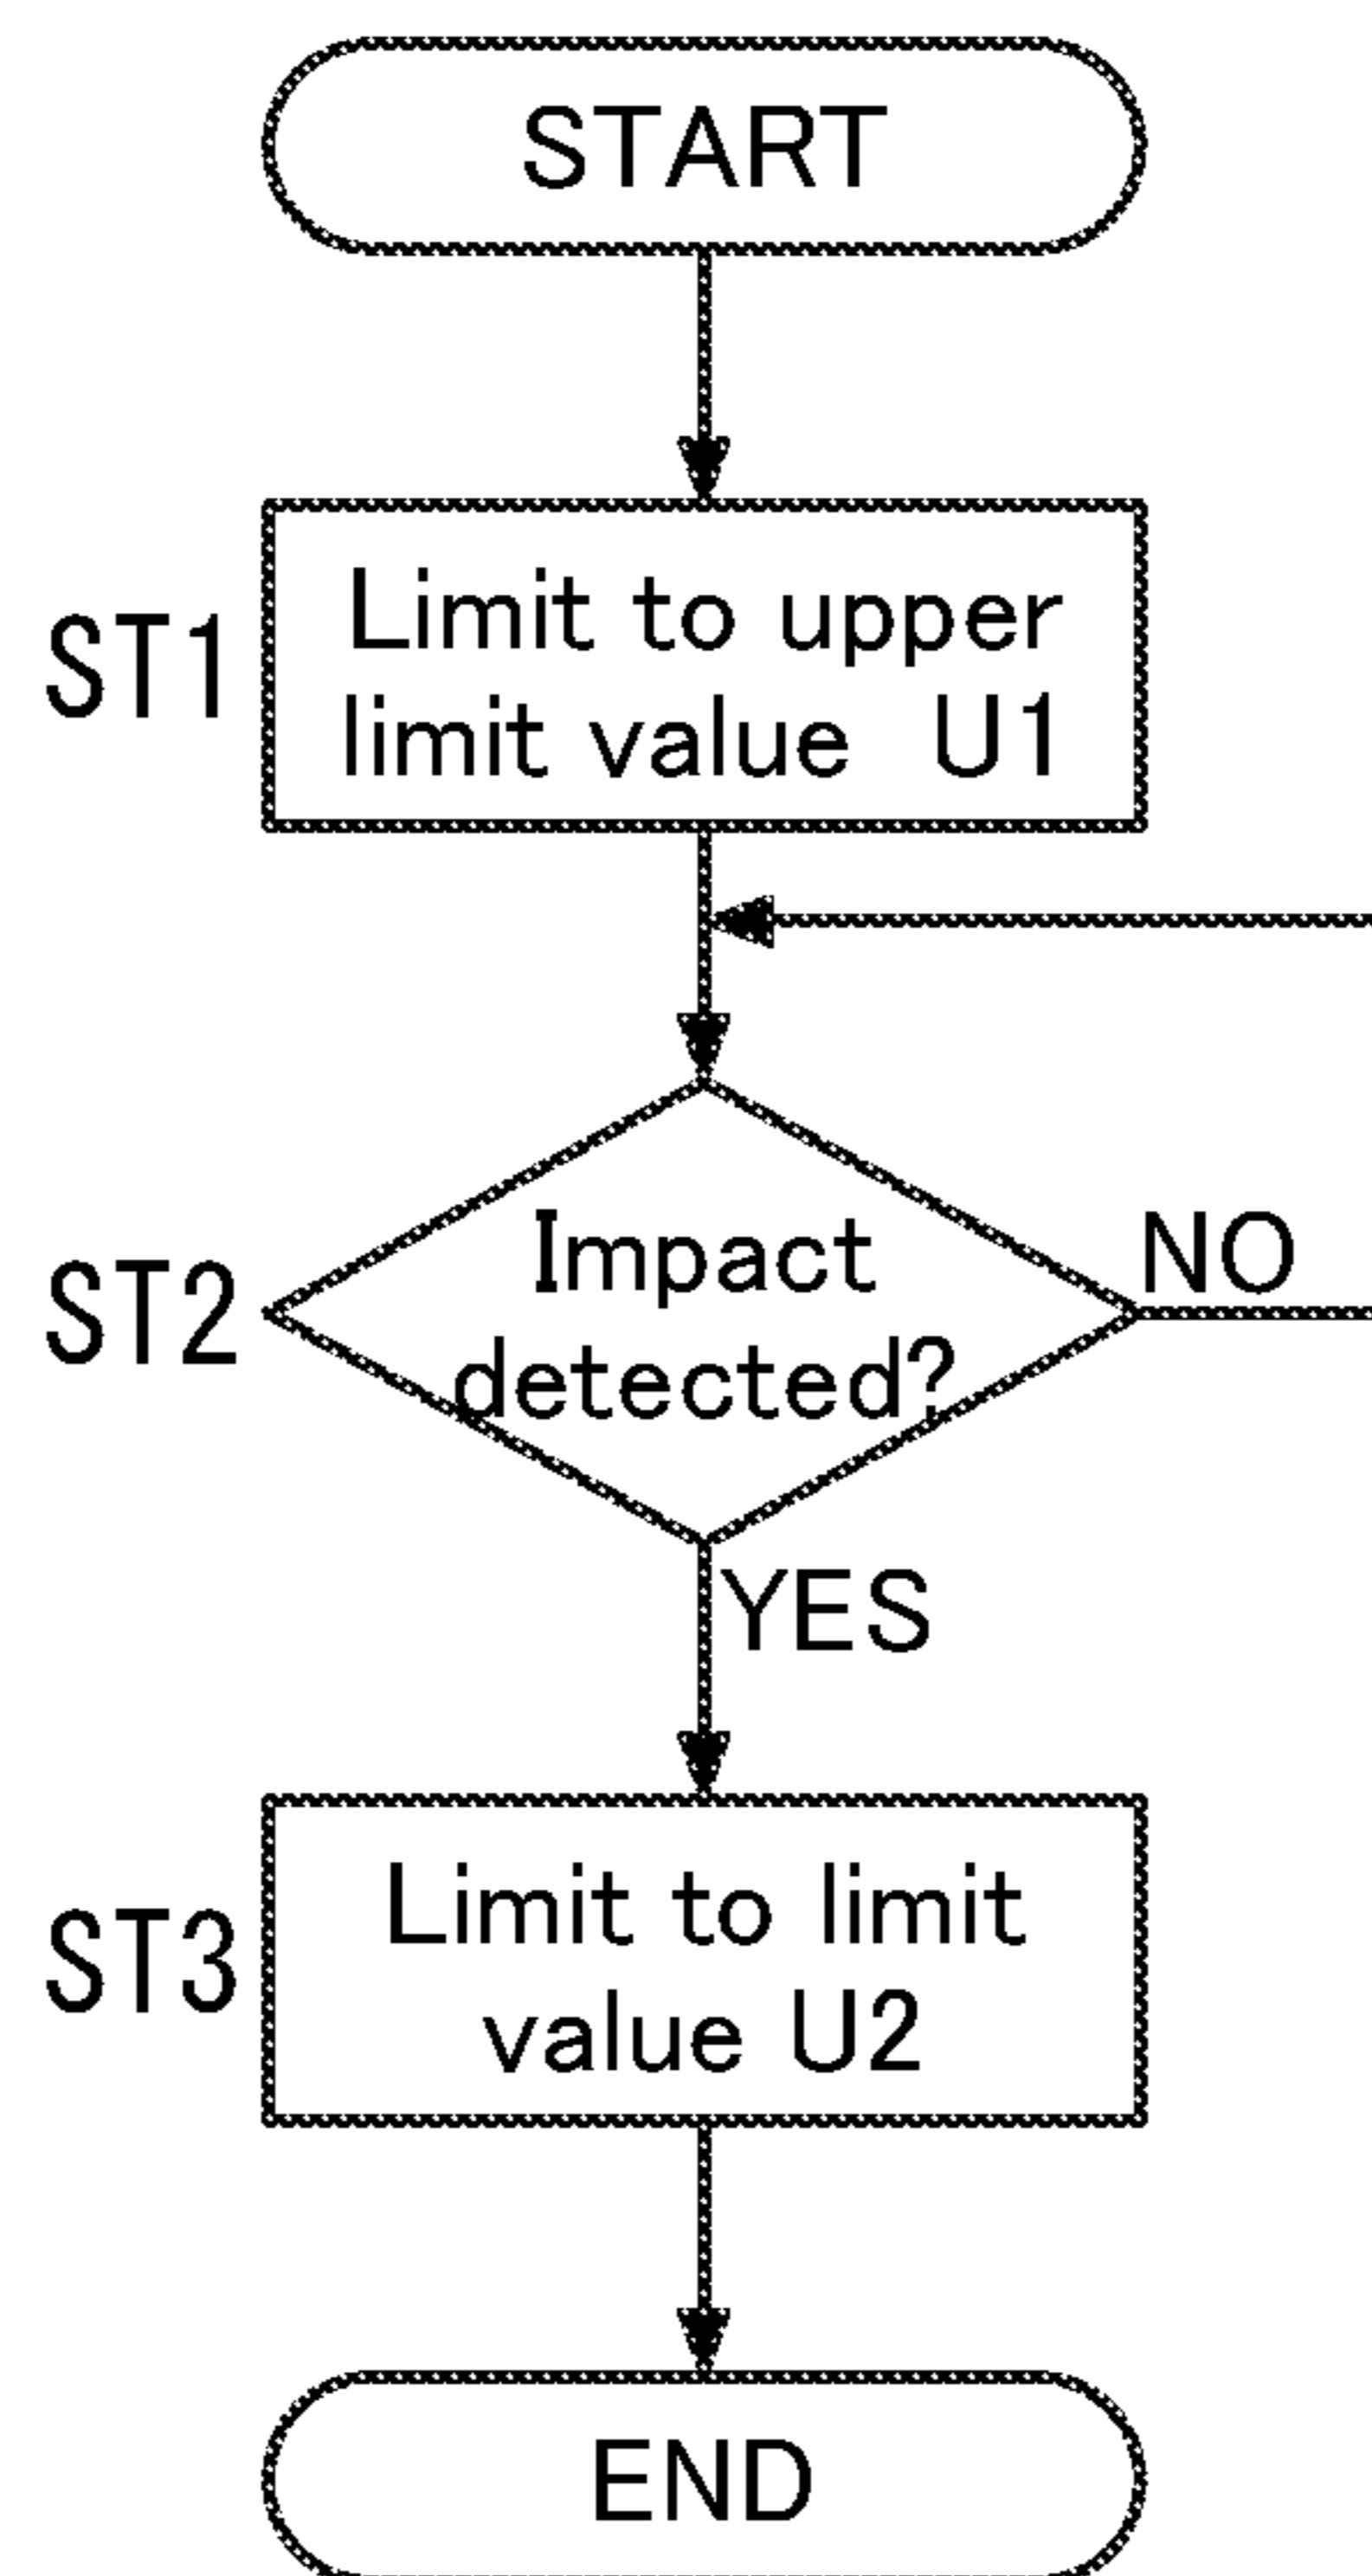 START
ST1
Limit to upper
limit value U1
ST2
Impact
detected?
NO
YES
ST3
Limit to limit
value U2
END